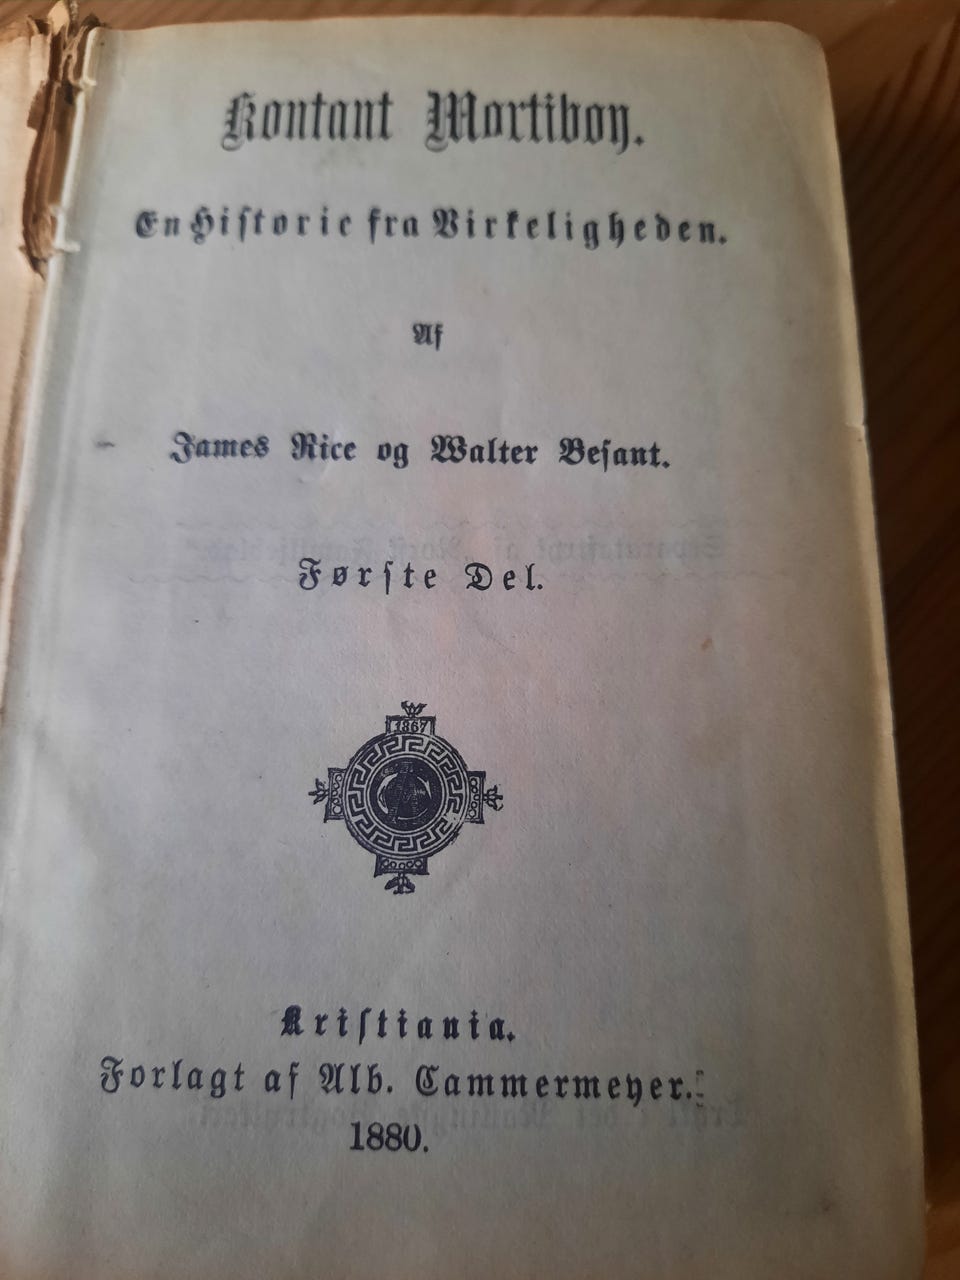 Kontant Mortiboy.
En Hiſtorie fra Virkeligheden.
Af
James Rice og Walter Beſant.
Førſte Del.
1867
Kriſtiania.
Forlagt af Alb. Cammermeyer.
1880.